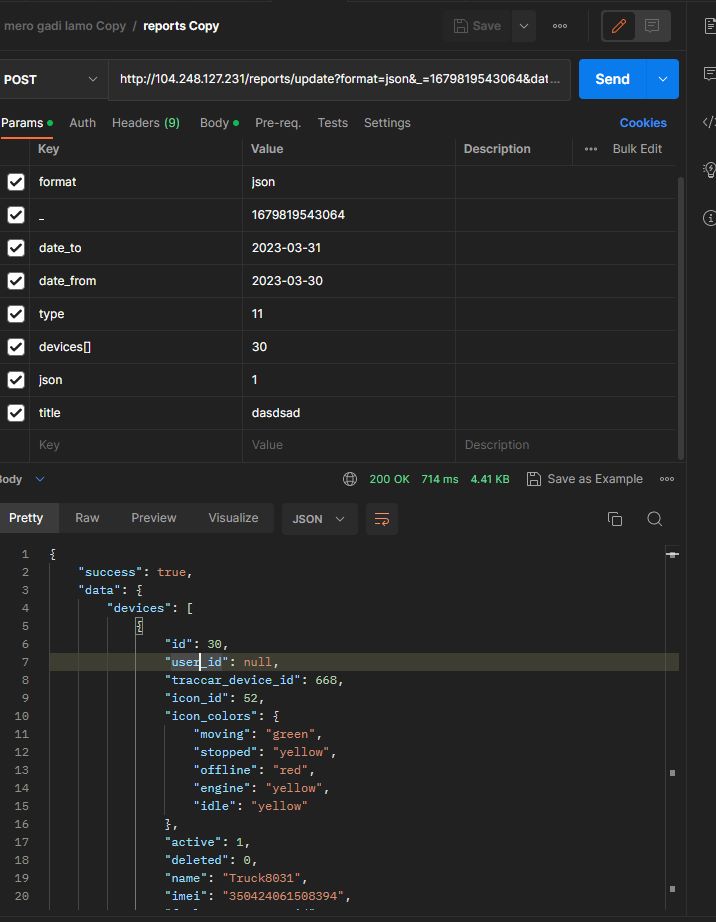 mero gadi lamo Copy / reports Copy
Save
POST http://104.248.127.231/reports/update?format=json&_=1679819543064&dat... Send
Params Auth Headers (9) Body Pre-req. Tests Settings Cookies
Key Value Description Bulk Edit
format json
_ 1679819543064
date_to 2023-03-31
date_from 2023-03-30
type 11
devices[] 30
json 1
title dasdsad
Key Value Description
Body 200 OK 714 ms 4.41 KB Save as Example
Pretty Raw Preview Visualize JSON
1 {
2 "success": true,
3 "data": {
4 "devices": [
5 {
6 "id": 30,
7 "user_id": null,
8 "traccar_device_id": 668,
9 "icon_id": 52,
10 "icon_colors": {
11 "moving": "green",
12 "stopped": "yellow",
13 "offline": "red",
14 "engine": "yellow",
15 "idle": "yellow"
16 },
17 "active": 1,
18 "deleted": 0,
19 "name": "Truck8031",
20 "imei": "350424061508394",